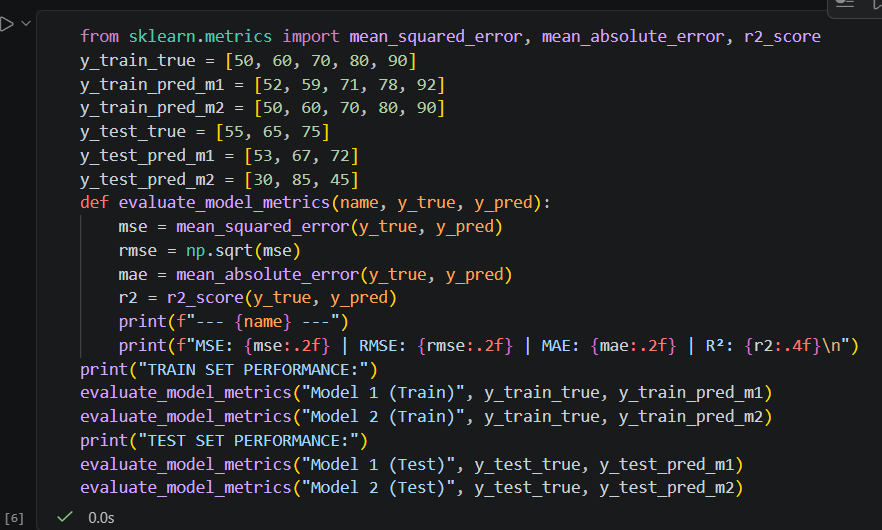 from sklearn.metrics import mean_squared_error, mean_absolute_error, r2_score
y_train_true = [50, 60, 70, 80, 90]
y_train_pred_m1 = [52, 59, 71, 78, 92]
y_train_pred_m2 = [50, 60, 70, 80, 90]
y_test_true = [55, 65, 75]
y_test_pred_m1 = [53, 67, 72]
y_test_pred_m2 = [30, 85, 45]
def evaluate_model_metrics(name, y_true, y_pred):
    mse = mean_squared_error(y_true, y_pred)
    rmse = np.sqrt(mse)
    mae = mean_absolute_error(y_true, y_pred)
    r2 = r2_score(y_true, y_pred)
    print(f"--- {name} ---")
    print(f"MSE: {mse:.2f} | RMSE: {rmse:.2f} | MAE: {mae:.2f} | R²: {r2:.4f}\n")
print("TRAIN SET PERFORMANCE:")
evaluate_model_metrics("Model 1 (Train)", y_train_true, y_train_pred_m1)
evaluate_model_metrics("Model 2 (Train)", y_train_true, y_train_pred_m2)
print("TEST SET PERFORMANCE:")
evaluate_model_metrics("Model 1 (Test)", y_test_true, y_test_pred_m1)
evaluate_model_metrics("Model 2 (Test)", y_test_true, y_test_pred_m2)
[6] 0.0s